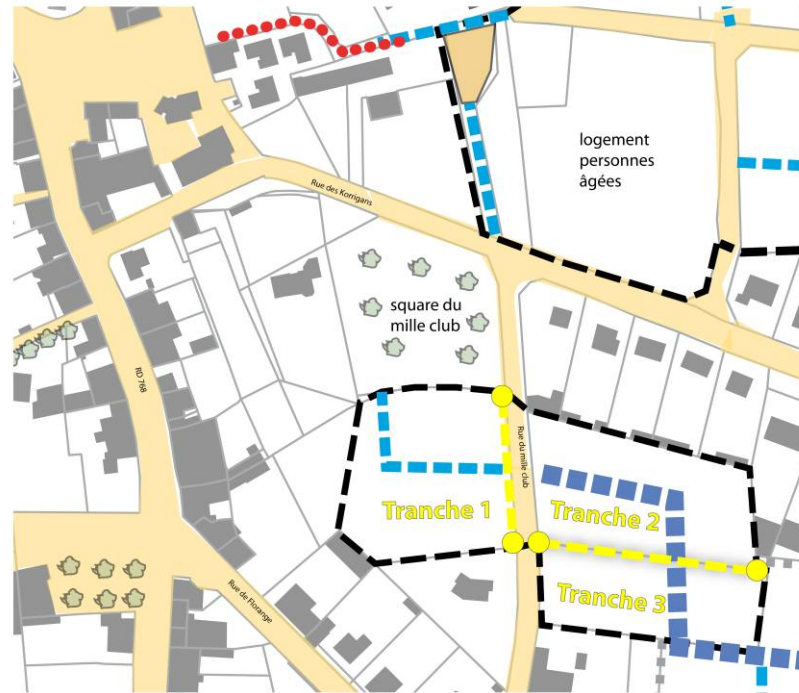 logement
personnes
âgées
Rue des Korrigans
square du
mille club
RD 768
Rue du mille club
Tranche 1
Tranche 2
Tranche 3
Rue de Florange